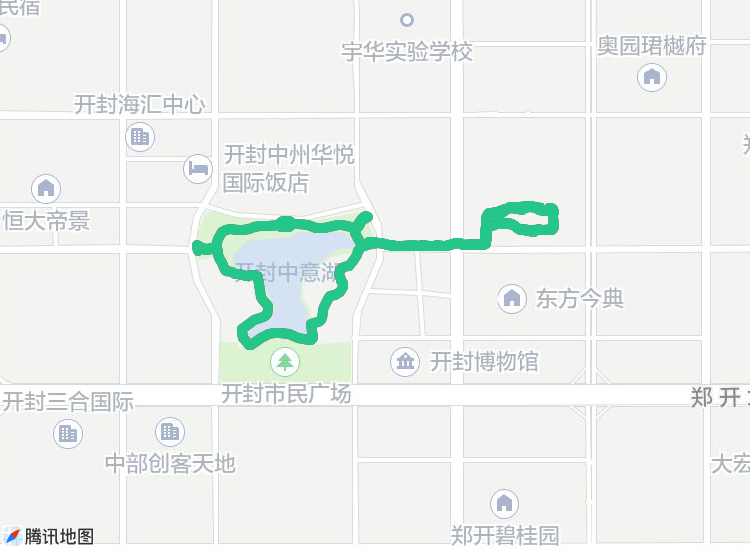 民宿
宇华实验学校
奥园珺樾府
开封海汇中心
开封中州华悦
国际饭店
郑
恒大帝景
开封中意湖
东方今典
开封博物馆
开封市民广场
开封三合国际
郑 开
中部创客天地
大宏
郑开碧桂园
腾讯地图